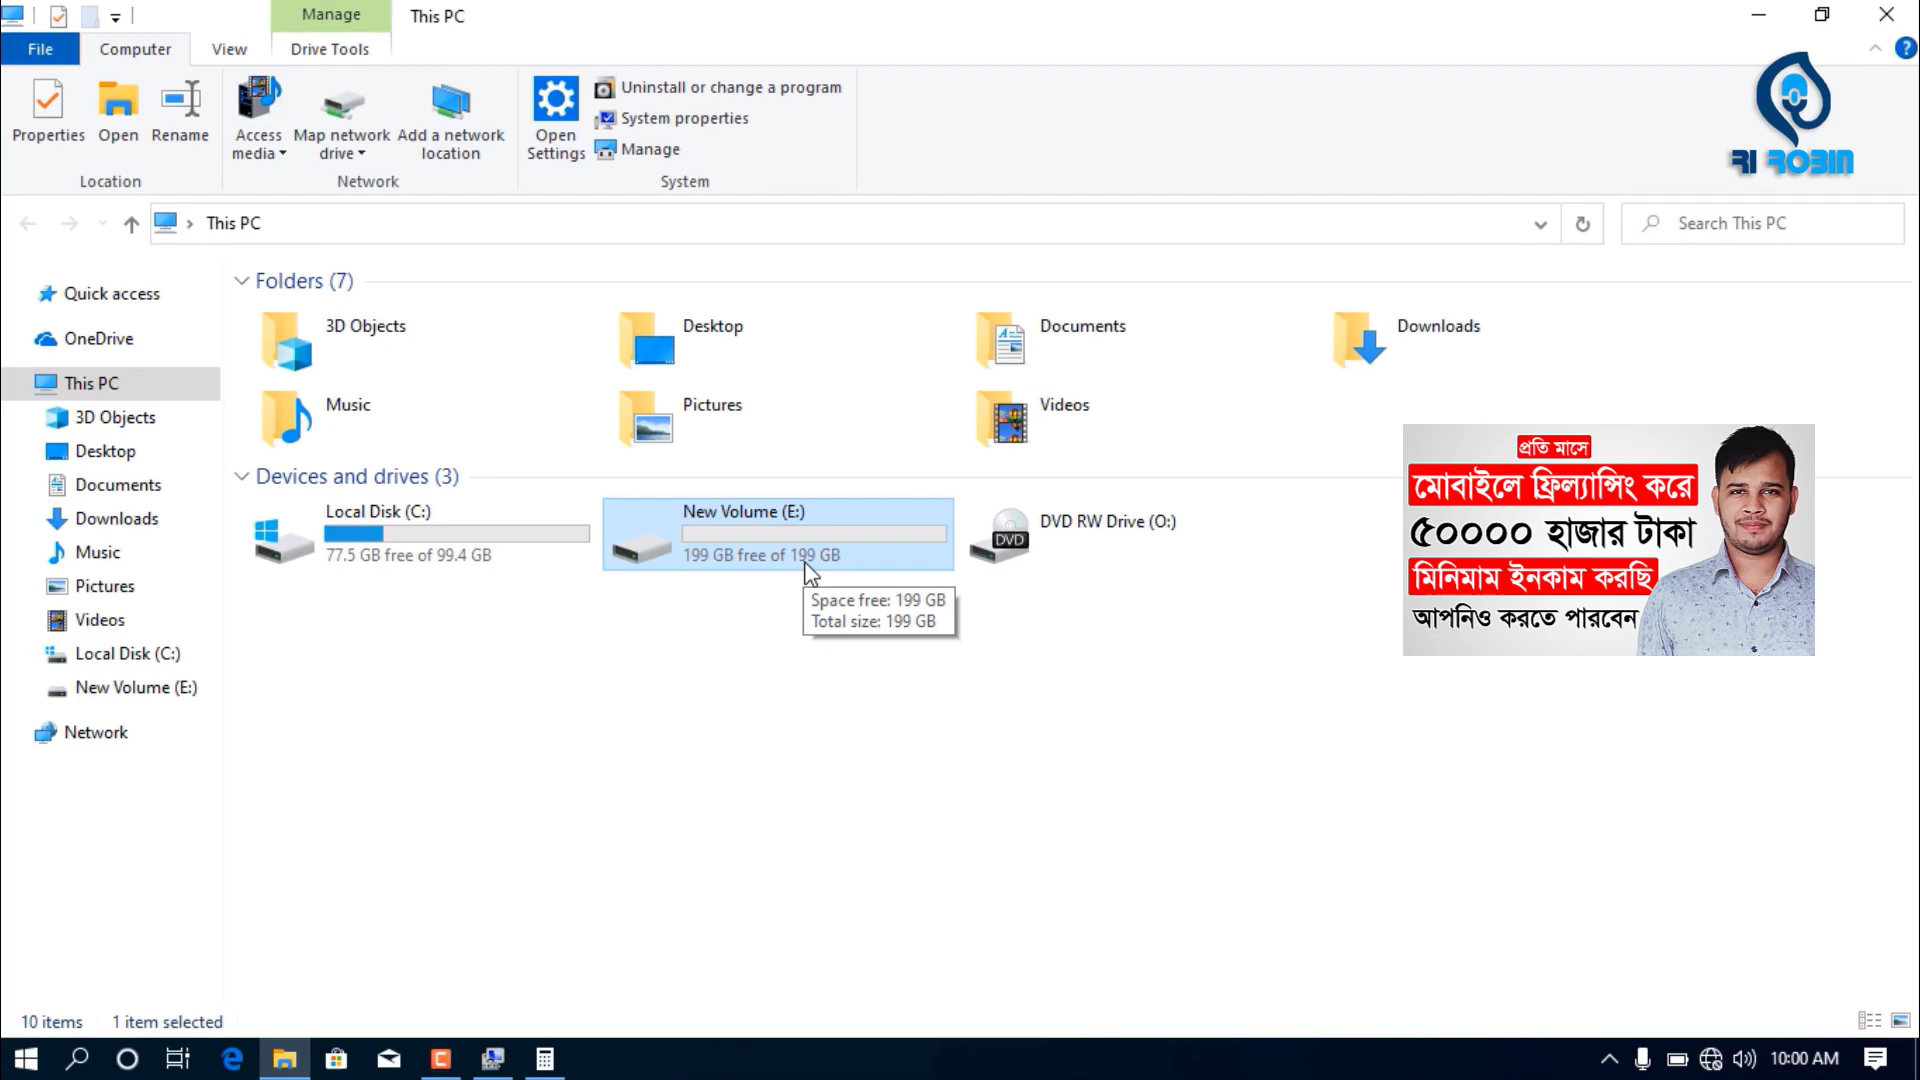 Manage
This PC
File
Computer
View
Drive Tools
Properties
Open
Rename
Location
Access media
Map network drive
Add a network location
Network
Open Settings
Uninstall or change a program
System properties
Manage
System
RI ROBIN
This PC
Search This PC
Quick access
OneDrive
This PC
3D Objects
Desktop
Documents
Downloads
Music
Pictures
Videos
Local Disk (C:)
New Volume (E:)
Network
Folders (7)
3D Objects
Desktop
Documents
Downloads
Music
Pictures
Videos
Devices and drives (3)
Local Disk (C:)
77.5 GB free of 99.4 GB
New Volume (E:)
199 GB free of 199 GB
DVD
DVD RW Drive (O:)
Space free: 199 GB
Total size: 199 GB
প্রতি মাসে
মোবাইলে ফ্রিল্যান্সিং করে
৫০০০০ হাজার টাকা
মিনিমাম ইনকাম করছি
আপনিও করতে পারবেন
10 items
1 item selected
10:00 AM